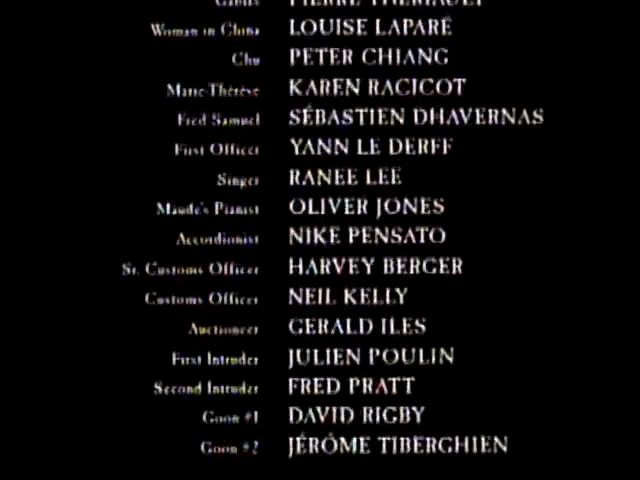 PIERRE THERIAULT
Woman in China LOUISE LAPARÉ
Chu PETER CHIANG
Marie-Thérèse KAREN RACICOT
Fred Samuel SÉBASTIEN DHAVERNAS
First Officer YANN LE DERFF
Singer RANEE LEE
Maude's Pianist OLIVER JONES
Accordionist NIKE PENSATO
Sr. Customs Officer HARVEY BERGER
Customs Officer NEIL KELLY
Auctioneer GERALD ILES
First Intruder JULIEN POULIN
Second Intruder FRED PRATT
Goon #1 DAVID RIGBY
Goon #2 JÉRÔME TIBERGHIEN